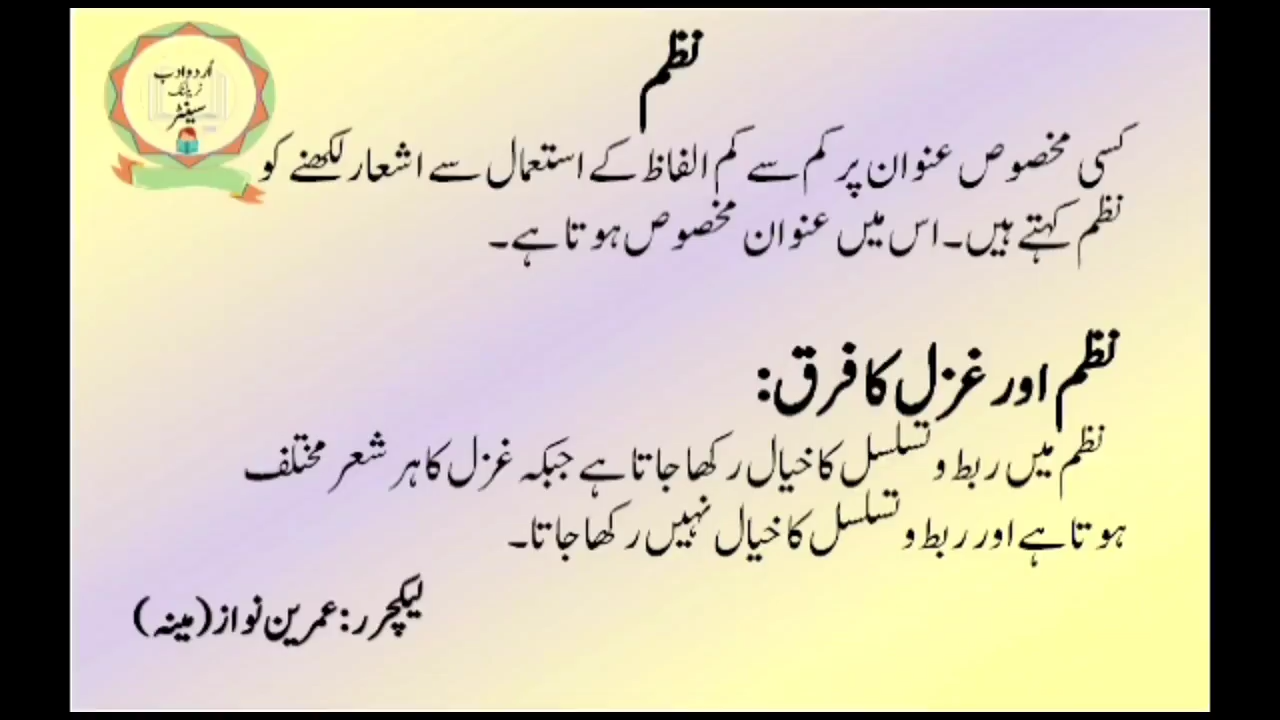 نظم
اُردو ادب
ٹریننگ
سینٹر
کسی مخصوص عنوان پر کم سے کم الفاظ کے استعمال سے اشعار لکھنے کو
نظم کہتے ہیں۔ اس میں عنوان مخصوص ہوتا ہے۔
نظم اور غزل کا فرق:
نظم میں ربط و تسلسل کا خیال رکھا جاتا ہے جبکہ غزل کا ہر شعر مختلف
ہوتا ہے اور ربط و تسلسل کا خیال نہیں رکھا جاتا۔
لیکچرر: عمرین نواز (مینہ)